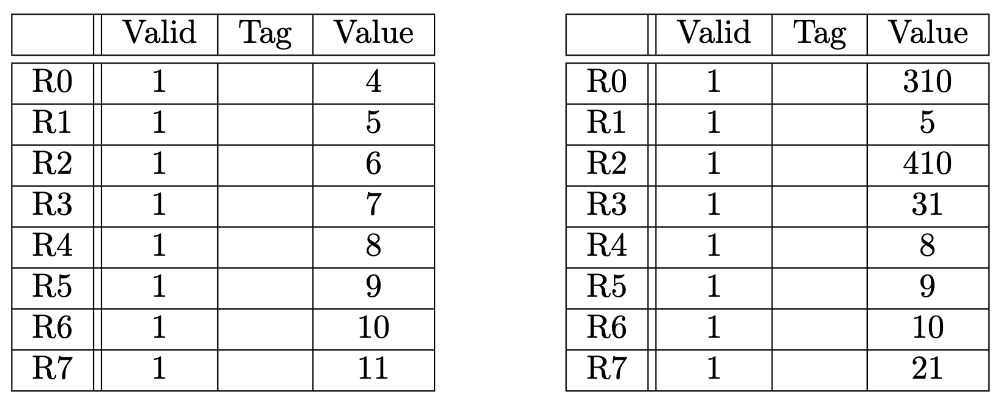 Valid Tag Value
R0 1 4
R1 1 5
R2 1 6
R3 1 7
R4 1 8
R5 1 9
R6 1 10
R7 1 11
Valid Tag Value
R0 1 310
R1 1 5
R2 1 410
R3 1 31
R4 1 8
R5 1 9
R6 1 10
R7 1 21